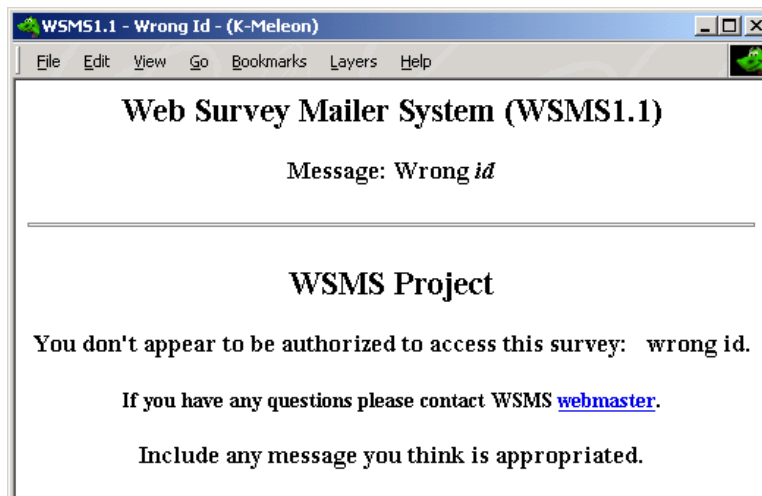 WSMS1.1 - Wrong Id - (K-Meleon)
File Edit View Go Bookmarks Layers Help
Web Survey Mailer System (WSMS1.1)
Message: Wrong id
WSMS Project
You don't appear to be authorized to access this survey: wrong id.
If you have any questions please contact WSMS webmaster.
Include any message you think is appropriated.